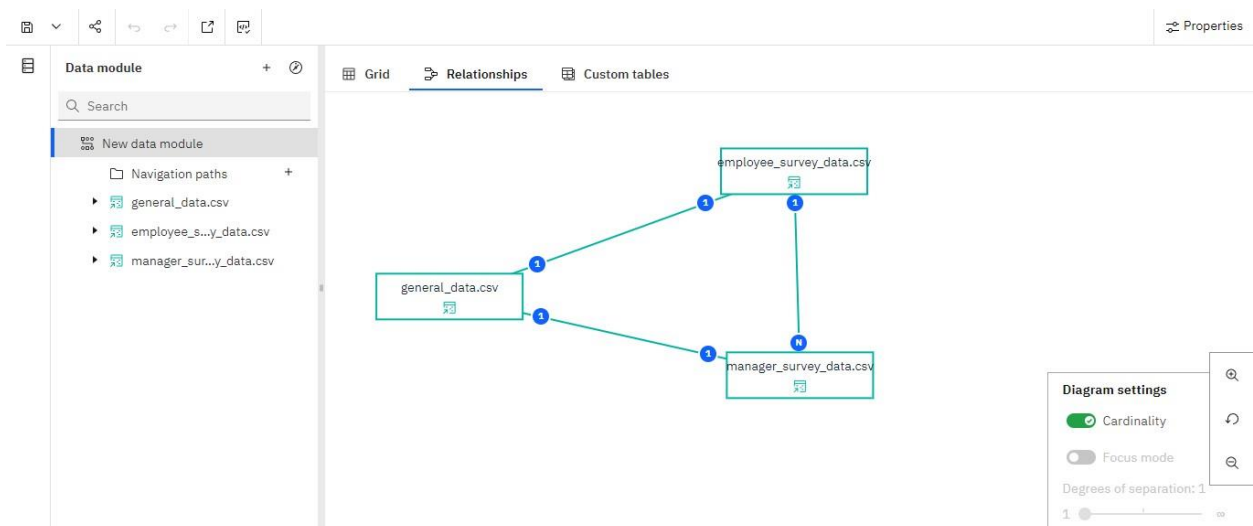 Properties
Data module
Grid
Relationships
Custom tables
Search
New data module
Navigation paths
general_data.csv
employee_s...y_data.csv
manager_sur...y_data.csv
employee_survey_data.csv
1
1
1
general_data.csv
1
1
N
manager_survey_data.csv
Diagram settings
Cardinality
Focus mode
Degrees of separation: 1
1 ∞